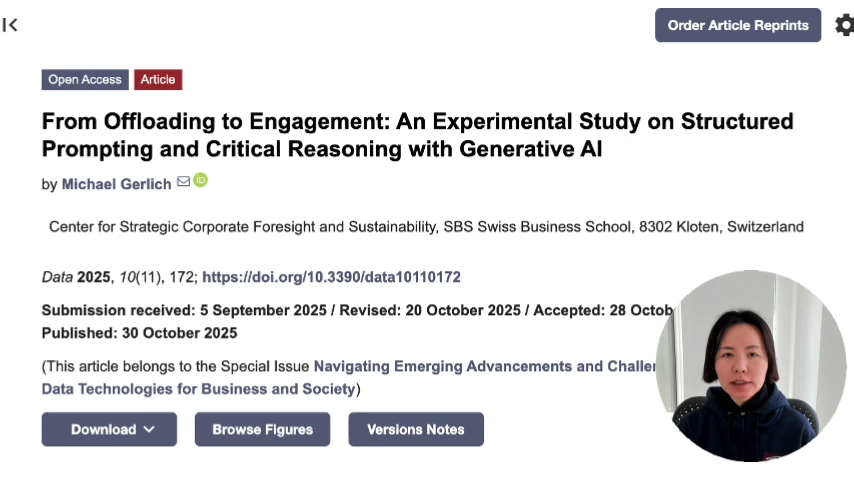 Order Article Reprints
Open Access Article
From Offloading to Engagement: An Experimental Study on Structured
Prompting and Critical Reasoning with Generative AI
by Michael Gerlich iD
Center for Strategic Corporate Foresight and Sustainability, SBS Swiss Business School, 8302 Kloten, Switzerland
Data 2025, 10(11), 172; https://doi.org/10.3390/data10110172
Submission received: 5 September 2025 / Revised: 20 October 2025 / Accepted: 28 Octob
Published: 30 October 2025
(This article belongs to the Special Issue Navigating Emerging Advancements and Challen
Data Technologies for Business and Society)
Download Browse Figures Versions Notes